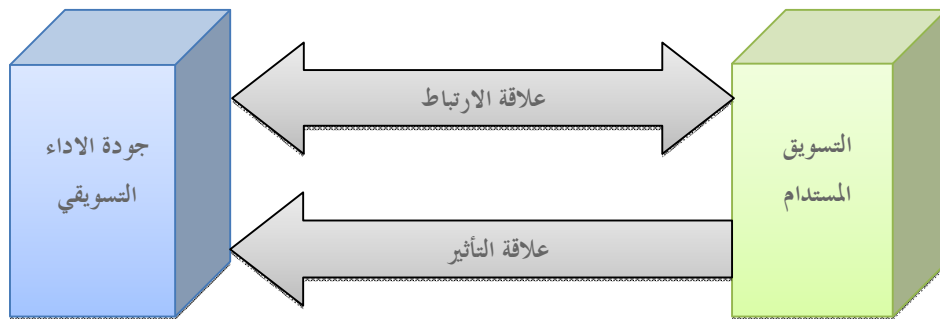 علاقة الارتباط
التسويق
المستدام
جودة الاداء
التسويقي
علاقة التأثير